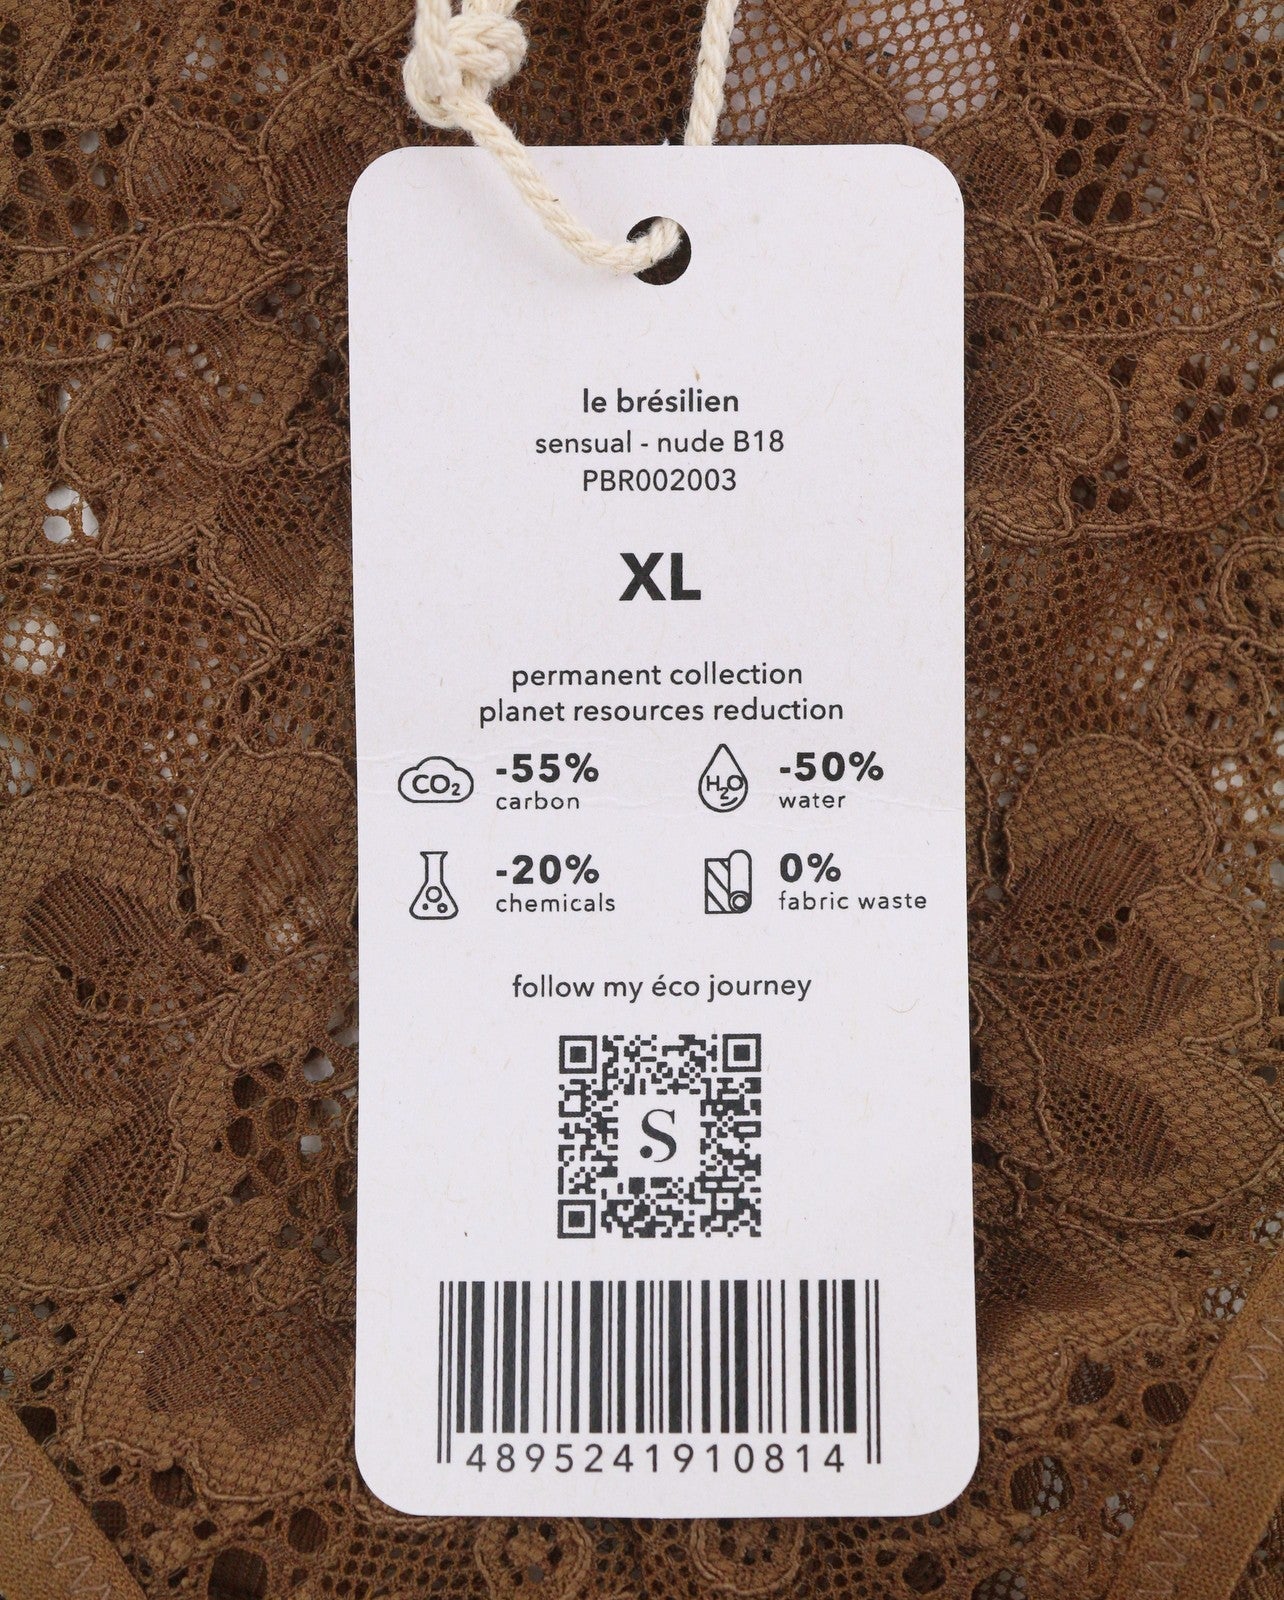 le brésilien
sensual - nude B18
PBR002003
XL
permanent collection
planet resources reduction
CO2 -55% H2O -50%
carbon water
-20% 0%
chemicals fabric waste
follow my éco journey
S
4895241910814